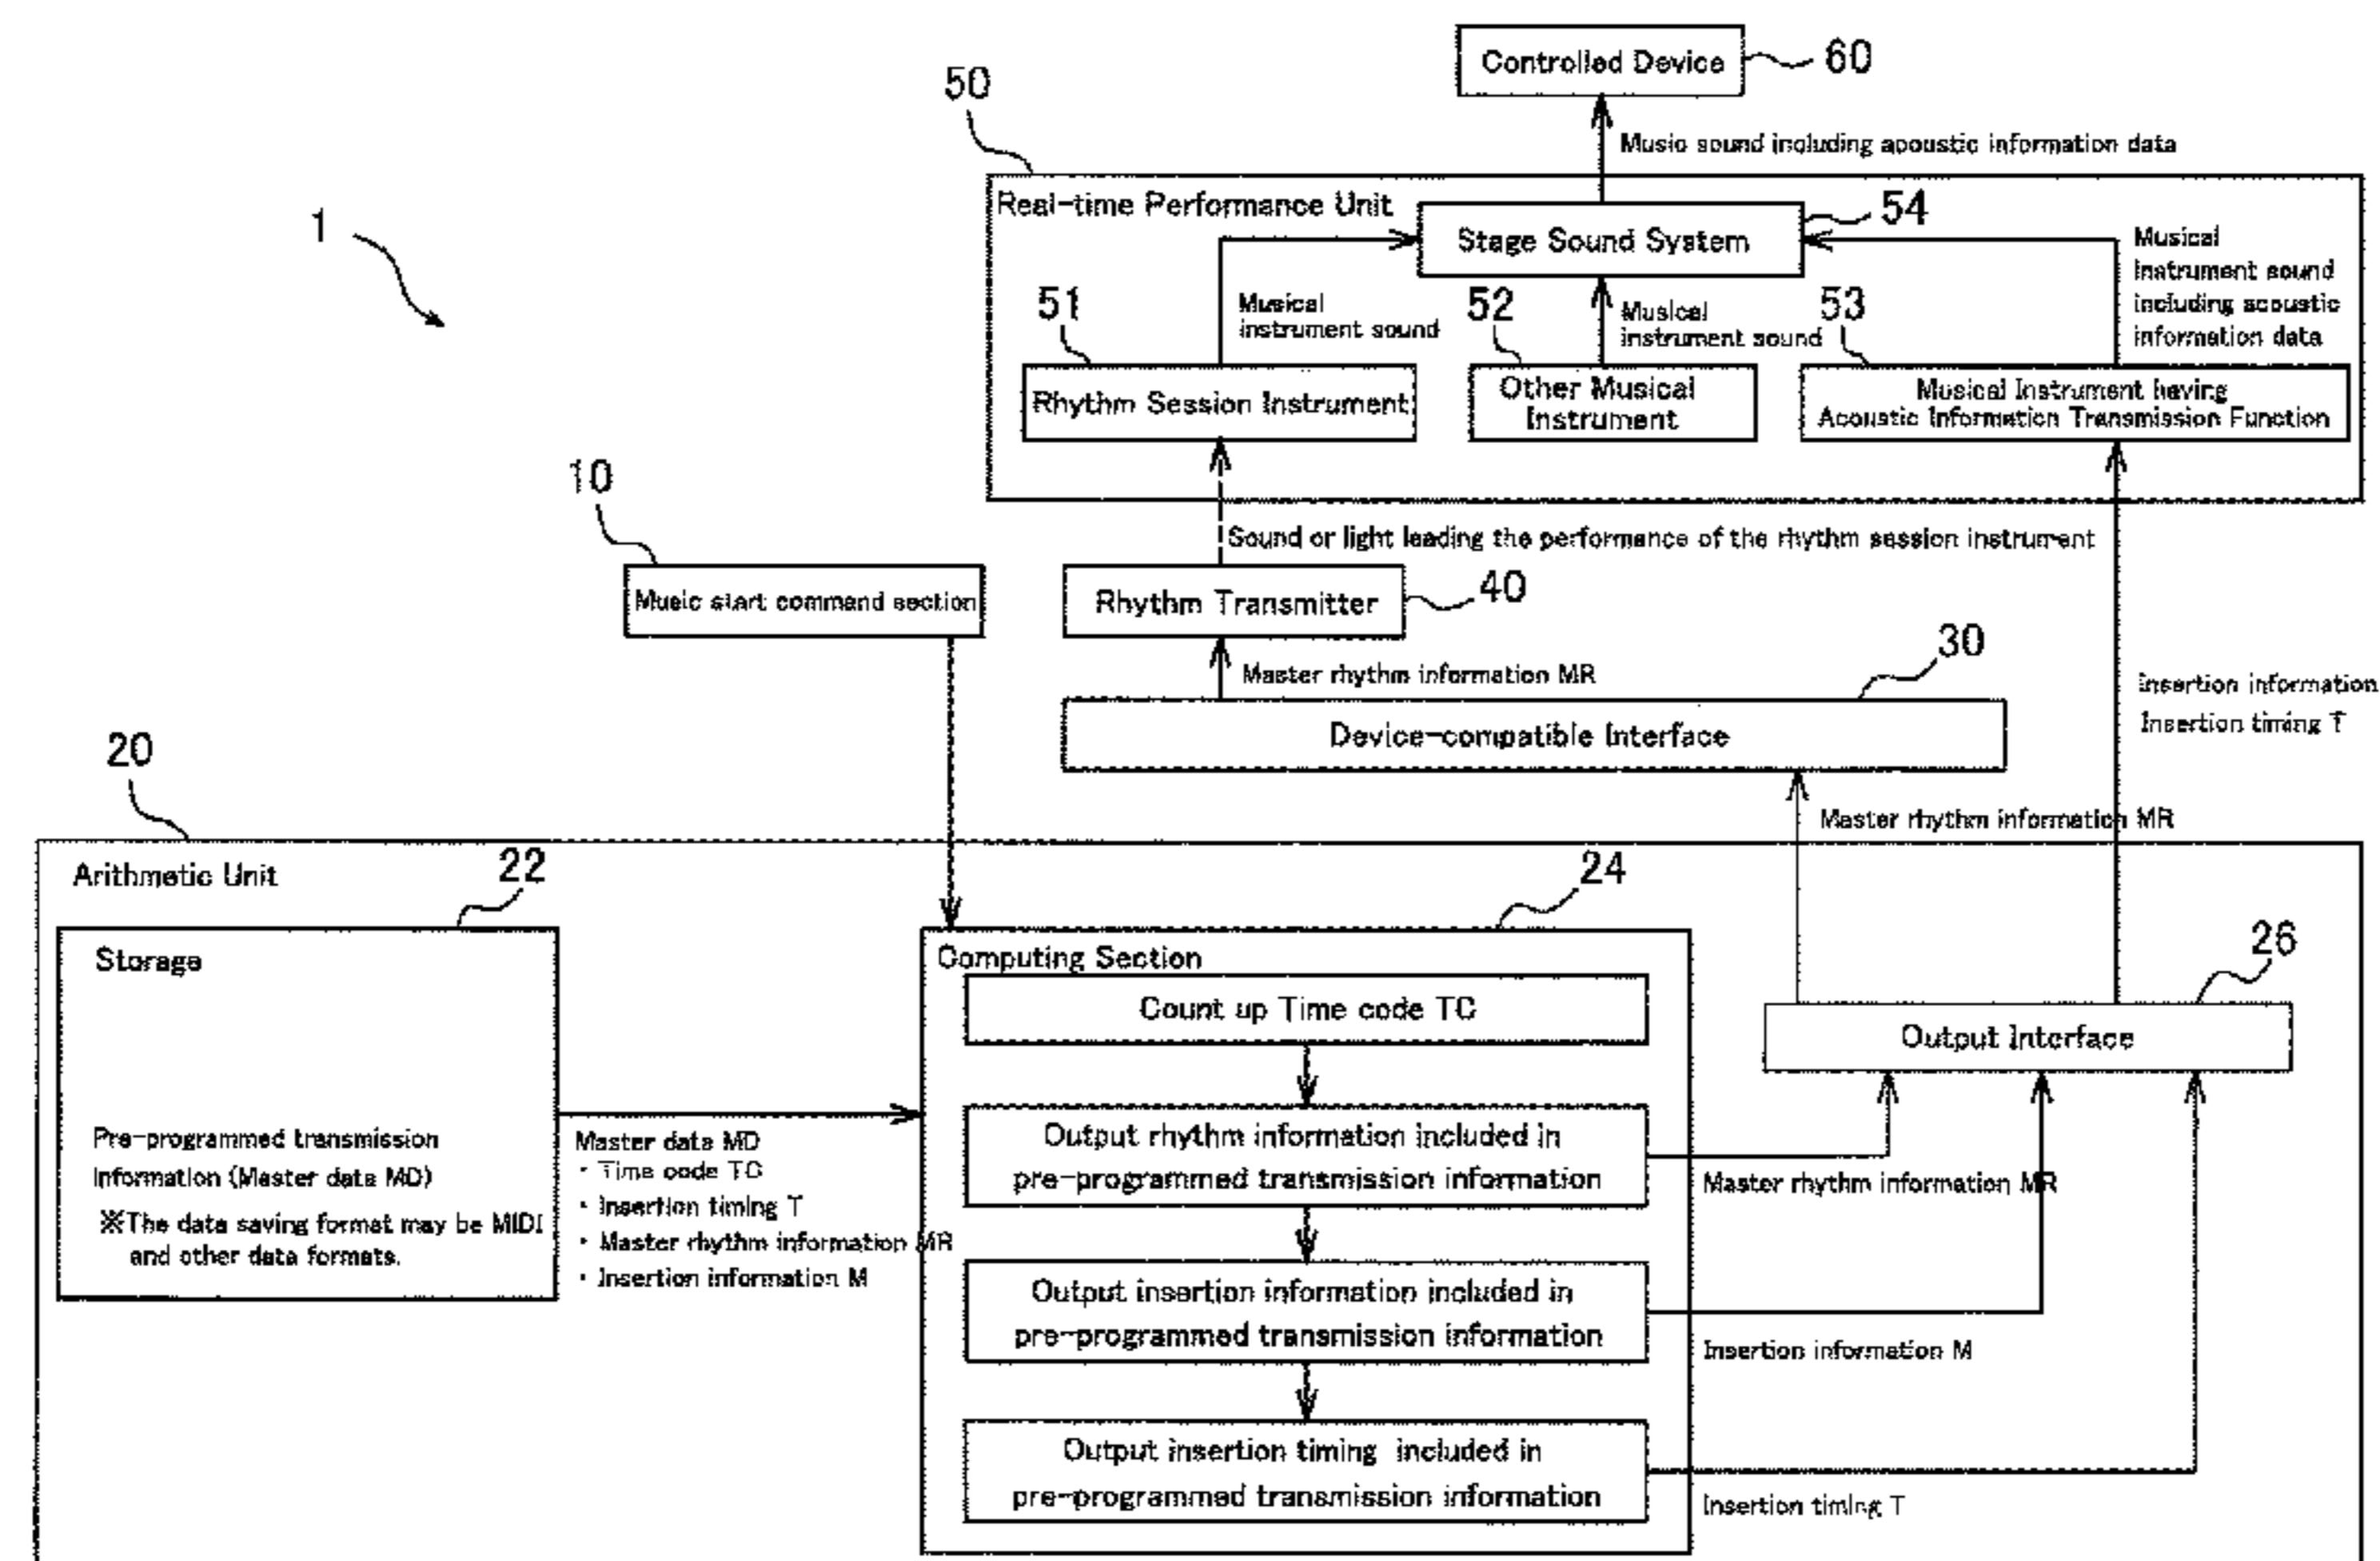 Controlled Device
60
50
Music sound including acoustic information data
Real-time Performance Unit
54
1
Stage Sound System
Musical
instrument sound
including acoustic
information data
51
Musical
instrument sound
52
Musical
instrument sound
53
Rhythm Session Instrument
Other Musical
Instrument
Musical Instrument having
Acoustic Information Transmission Function
10
Sound or light leading the performance of the rhythm session instrument
Music start command section
Rhythm Transmitter
40
30
Master rhythm information MR
Insertion information
Insertion timing T
Device-compatible Interface
20
Master rhythm information MR
Arithmetic Unit
22
24
Storage
Computing Section
26
Count up Time code TC
Output Interface
Pre-programmed transmission
information (Master data MD)
※The data saving format may be MIDI
and other data formats.
Master data MD
・Time code TC
・Insertion timing T
・Master rhythm information MR
・Insertion information M
Output rhythm information included in
pre-programmed transmission information
Master rhythm information MR
Output insertion information included in
pre-programmed transmission information
Insertion information M
Output insertion timing included in
pre-programmed transmission information
Insertion timing T